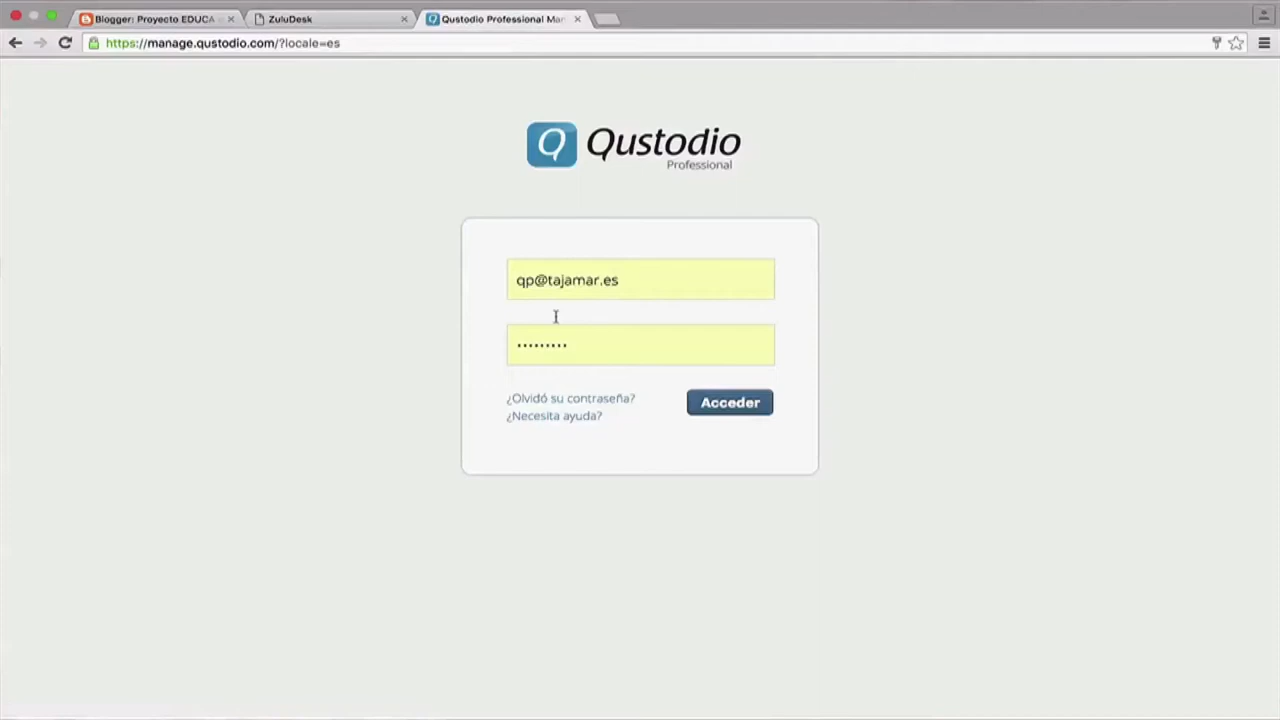 Blogger: Proyecto EDUCA
ZuluDesk
Qustodio Professional Mar
https://manage.qustodio.com/?locale=es
Qustodio
Professional
qp@tajamar.es
•••••••••
¿Olvidó su contraseña?
Acceder
¿Necesita ayuda?